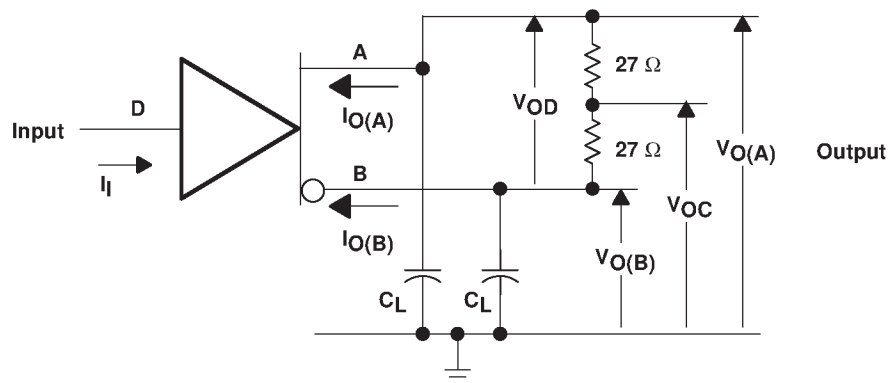 A
27 Ω
D
I_O(A)
V_OD
Input
V_O(A)
Output
B
27 Ω
I_I
V_OC
I_O(B)
V_O(B)
C_L
C_L